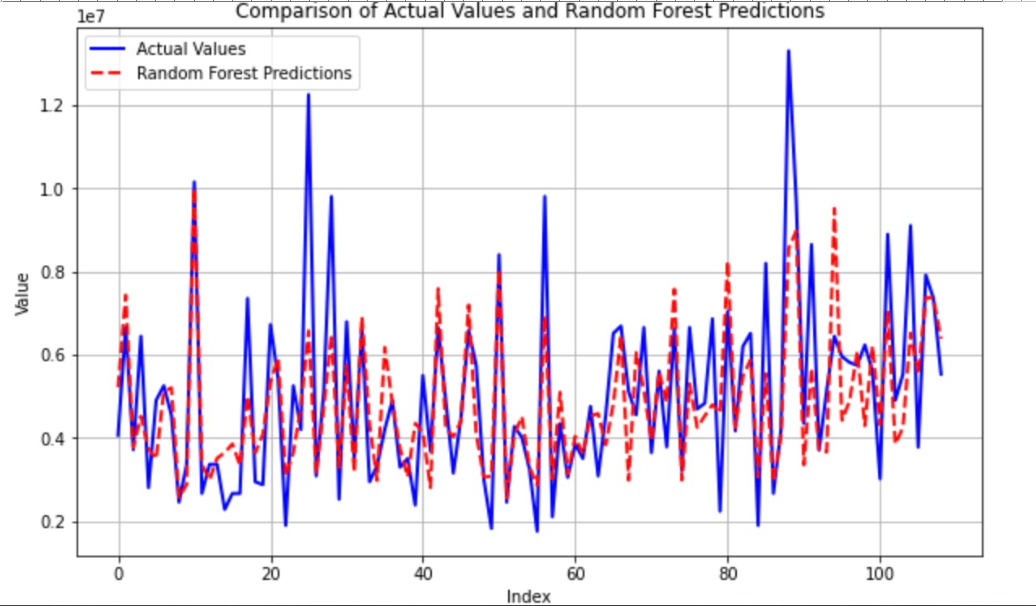 Comparison of Actual Values and Random Forest Predictions
1e7
Actual Values
Random Forest Predictions
1.2
1.0
0.8
0.6
0.4
0.2
Value
0 20 40 60 80 100
Index